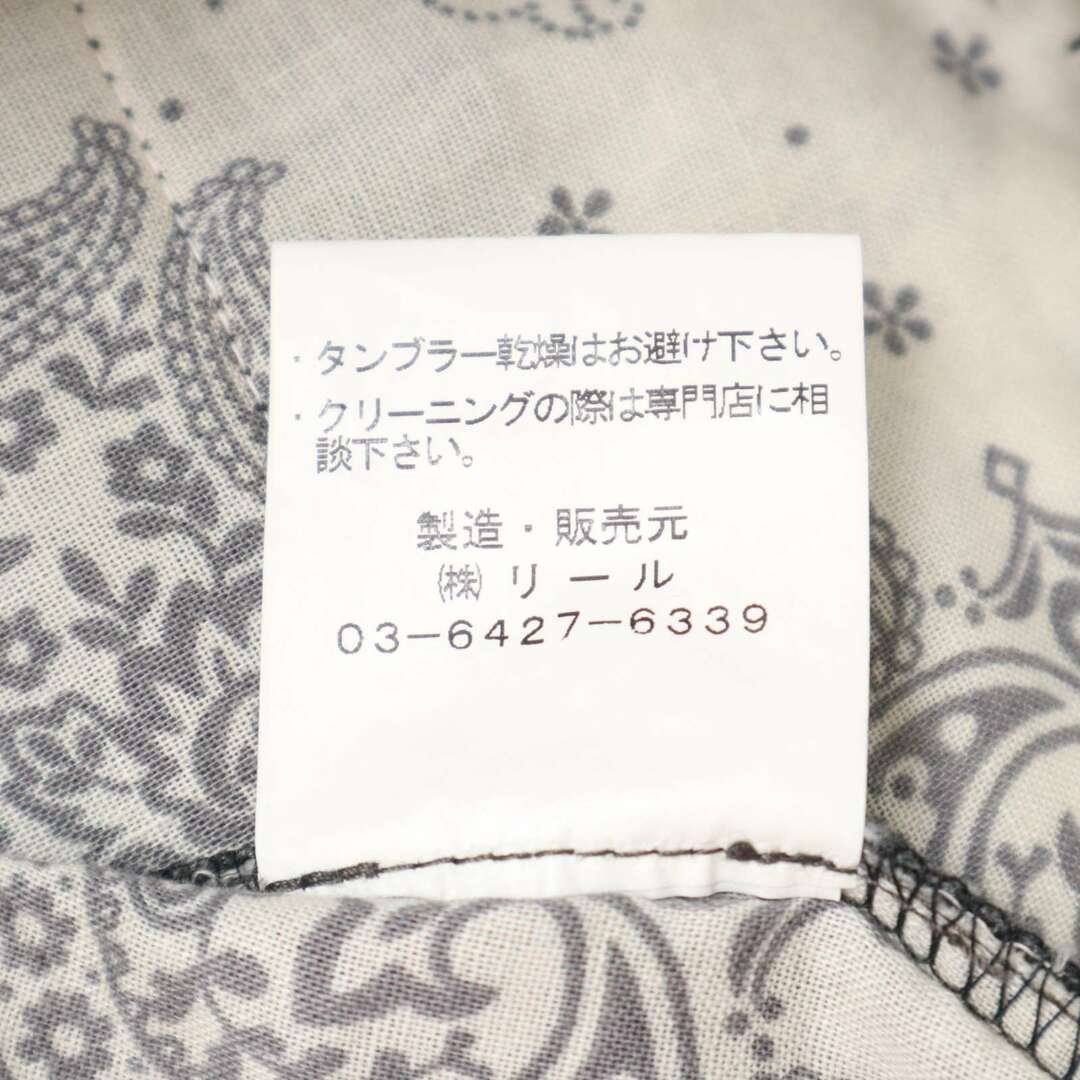 ・タンブラー乾燥はお避け下さい。
・クリーニングの際は専門店に相
談下さい。
製造・販売元
㈱リール
03-6427-6339